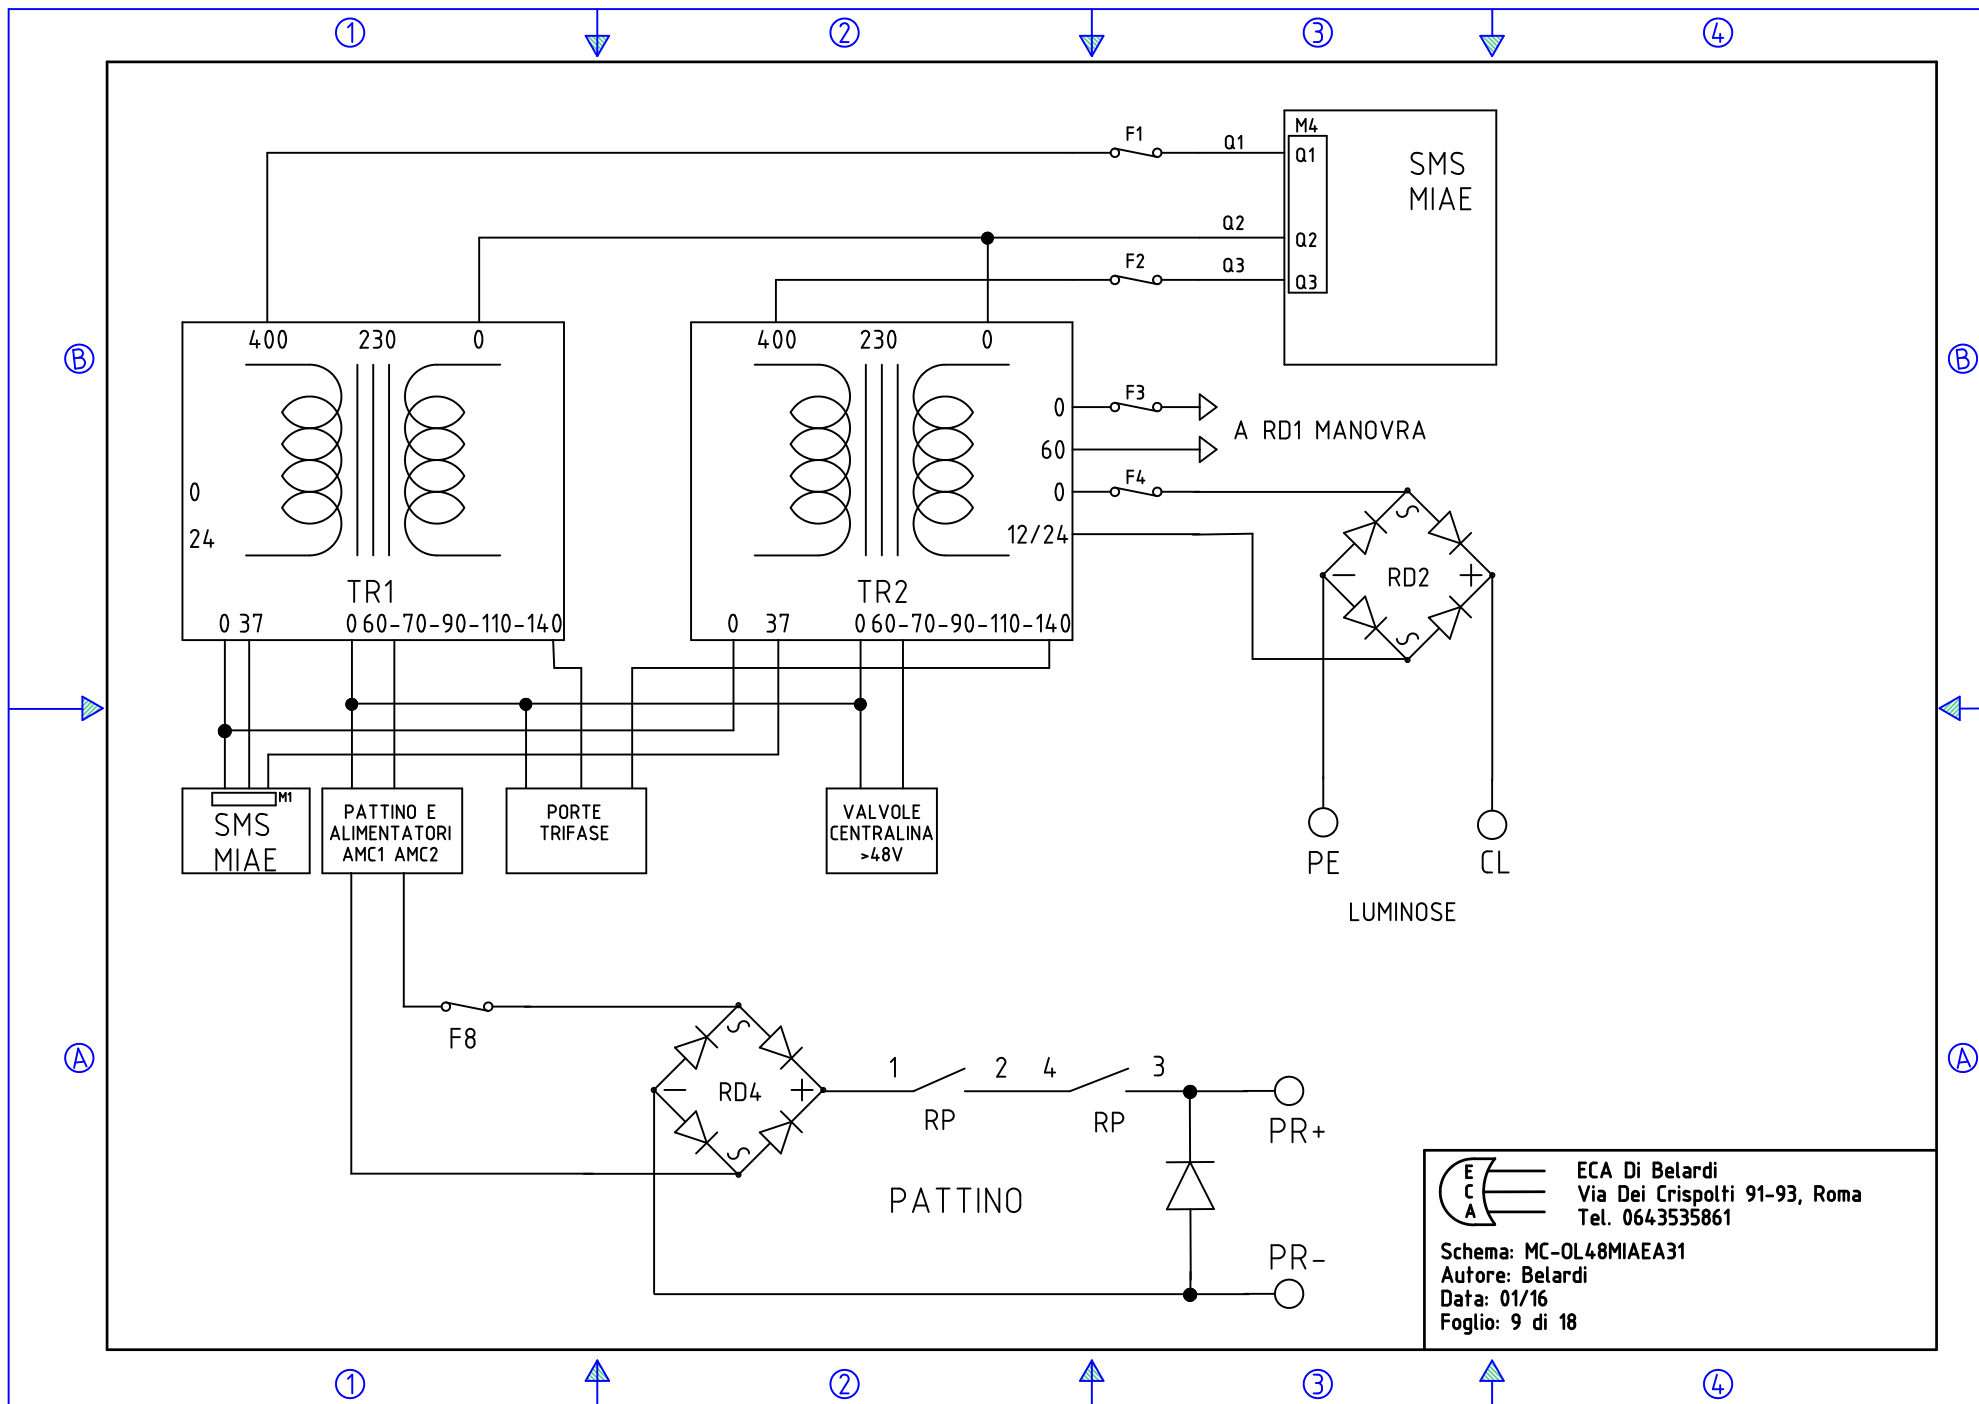 1 2 3 4
F1 Q1 M4
Q1
SMS
MIAE
Q2
Q2
F2 Q3
Q3
400 230 0
400 230 0
B B
0 F3
A RD1 MANOVRA
60
0 F4
0
24
12/24
RD2
TR1
TR2
0 37 0 60-70-90-110-140
0 37 0 60-70-90-110-140
M1
SMS
MIAE
PATTINO E
ALIMENTATORI
AMC1 AMC2
PORTE
TRIFASE
VALVOLE
CENTRALINA
>48V
PE CL
LUMINOSE
F8
A A
RD4
1 2 4 3
RP RP
PR+
PATTINO
PR-
E
C
A
ECA Di Belardi
Via Dei Crispolti 91-93, Roma
Tel. 0643535861
Schema: MC-OL48MIAEA31
Autore: Belardi
Data: 01/16
Foglio: 9 di 18
1 2 3 4